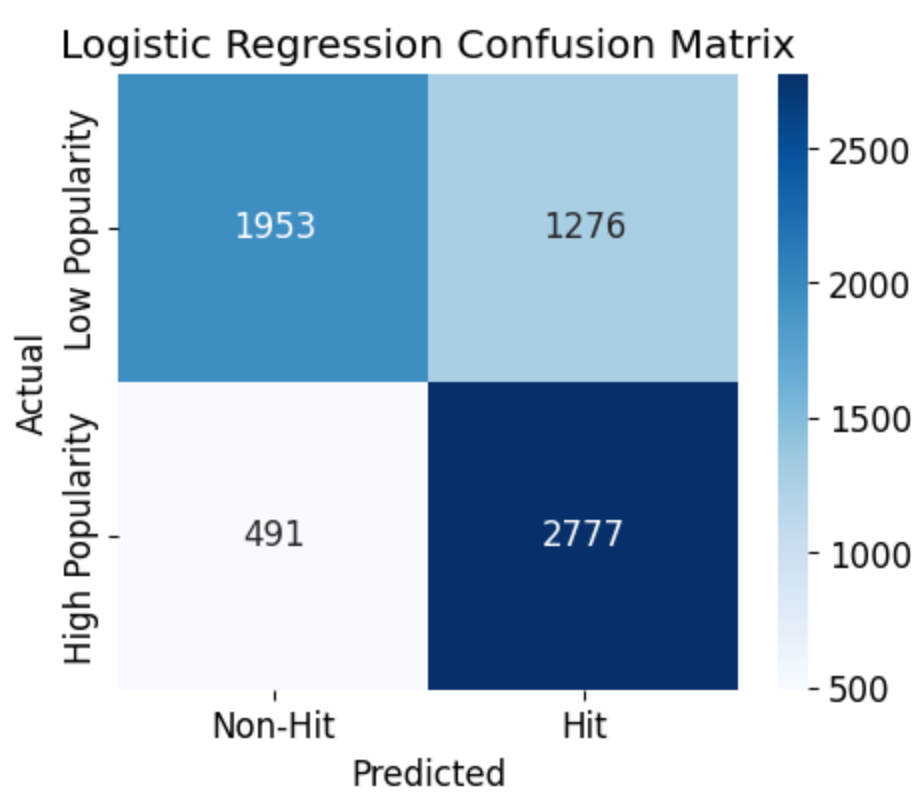 Logistic Regression Confusion Matrix
Actual
Low Popularity
High Popularity
1953
1276
491
2777
Non-Hit
Hit
Predicted
2500
2000
1500
1000
500